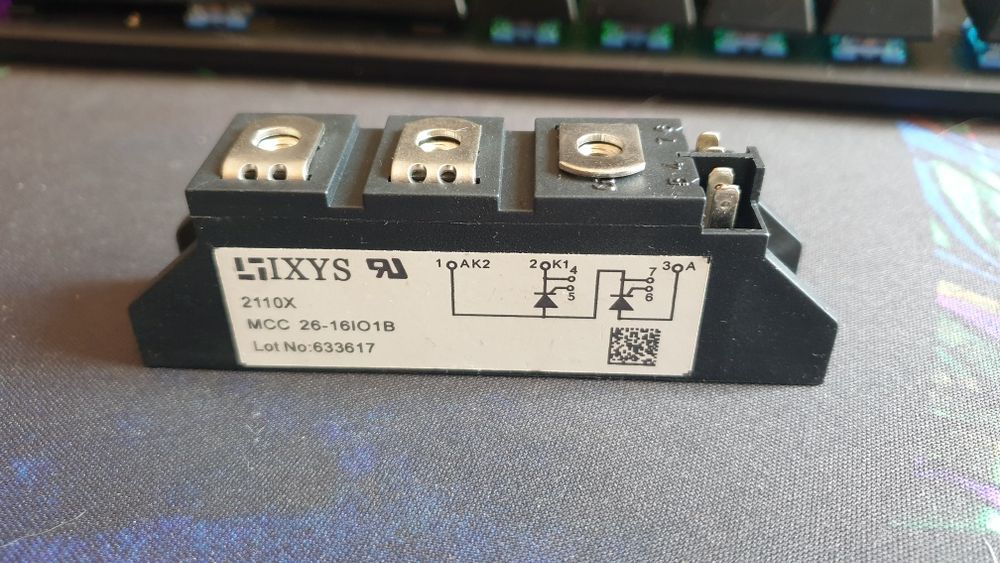 IXYS
2110X
MCC 26-16IO1B
Lot No:633617
1 AK2 2 K1 4 5 7 6 3 A